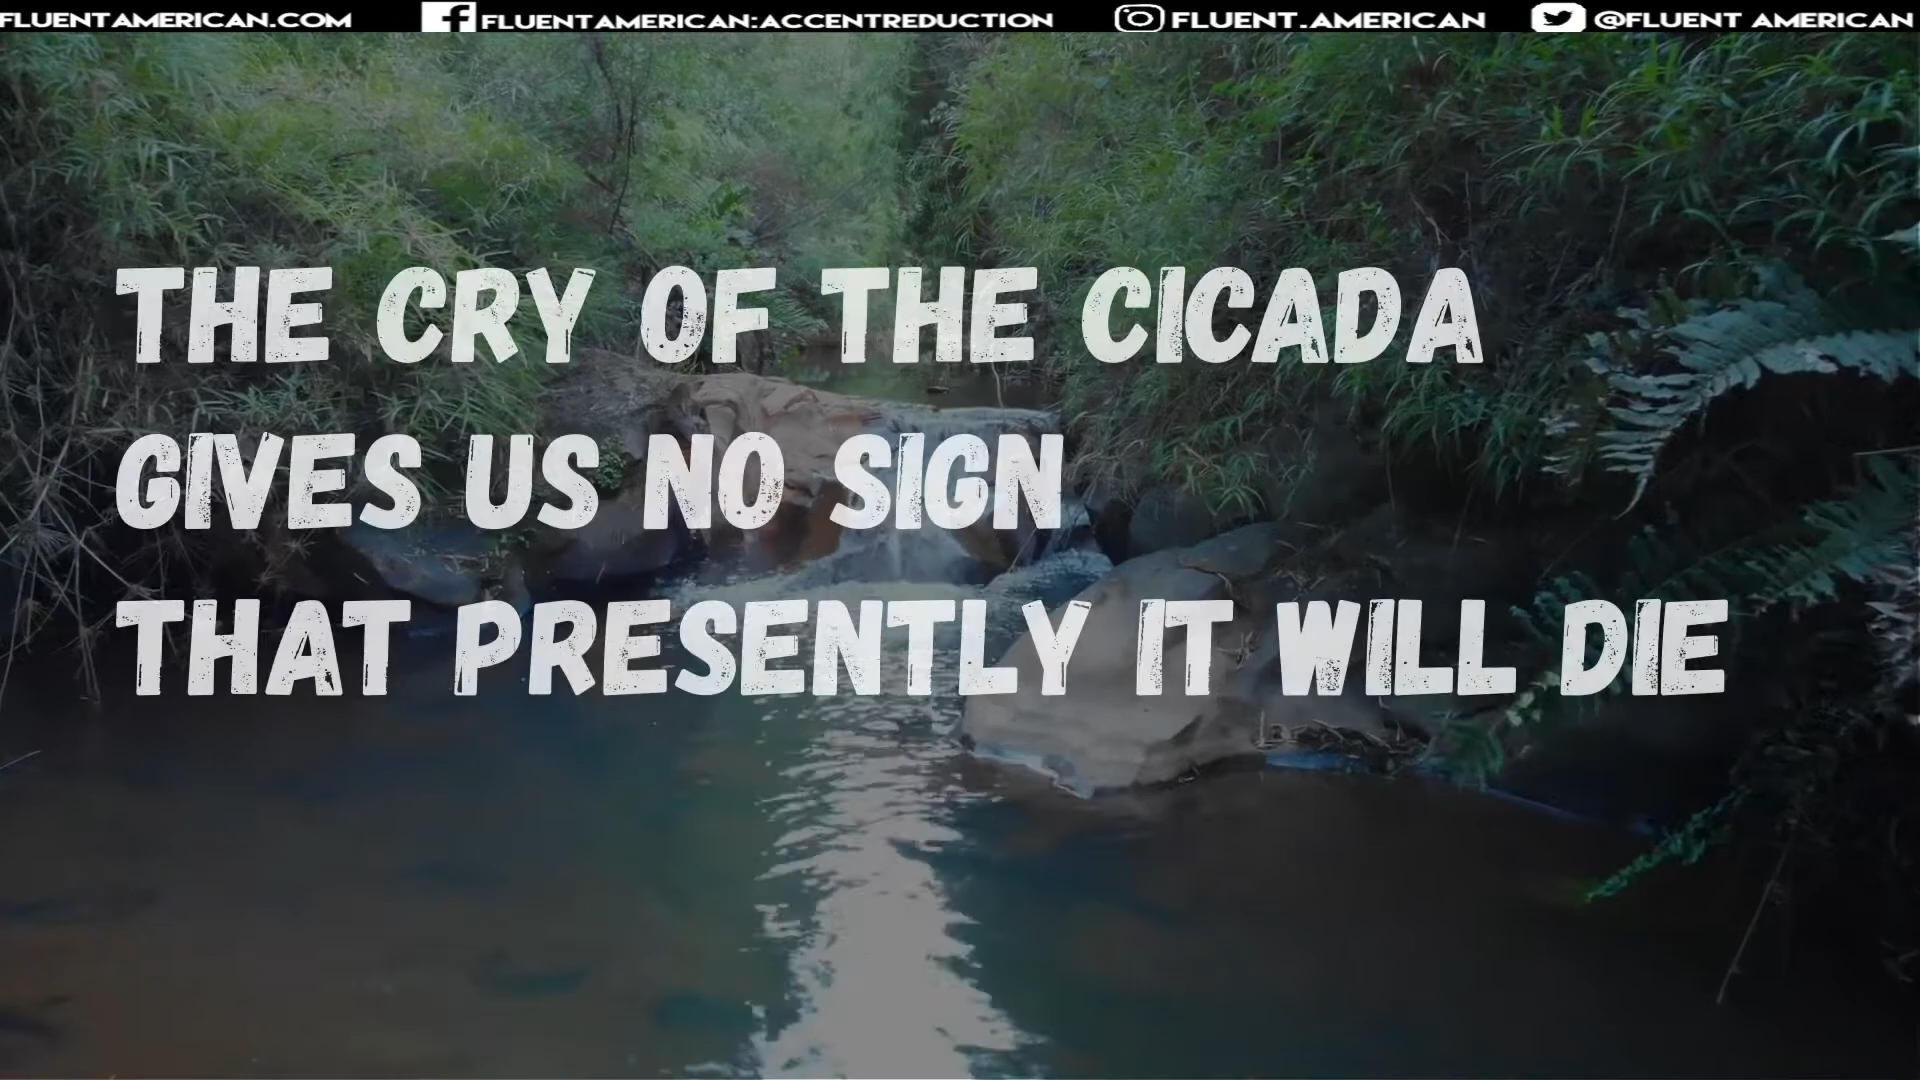 FLUENTAMERICAN.COM FLUENTAMERICAN:ACCENTREDUCTION FLUENT.AMERICAN @FLUENT AMERICAN
THE CRY OF THE CICADA
GIVES US NO SIGN
THAT PRESENTLY IT WILL DIE